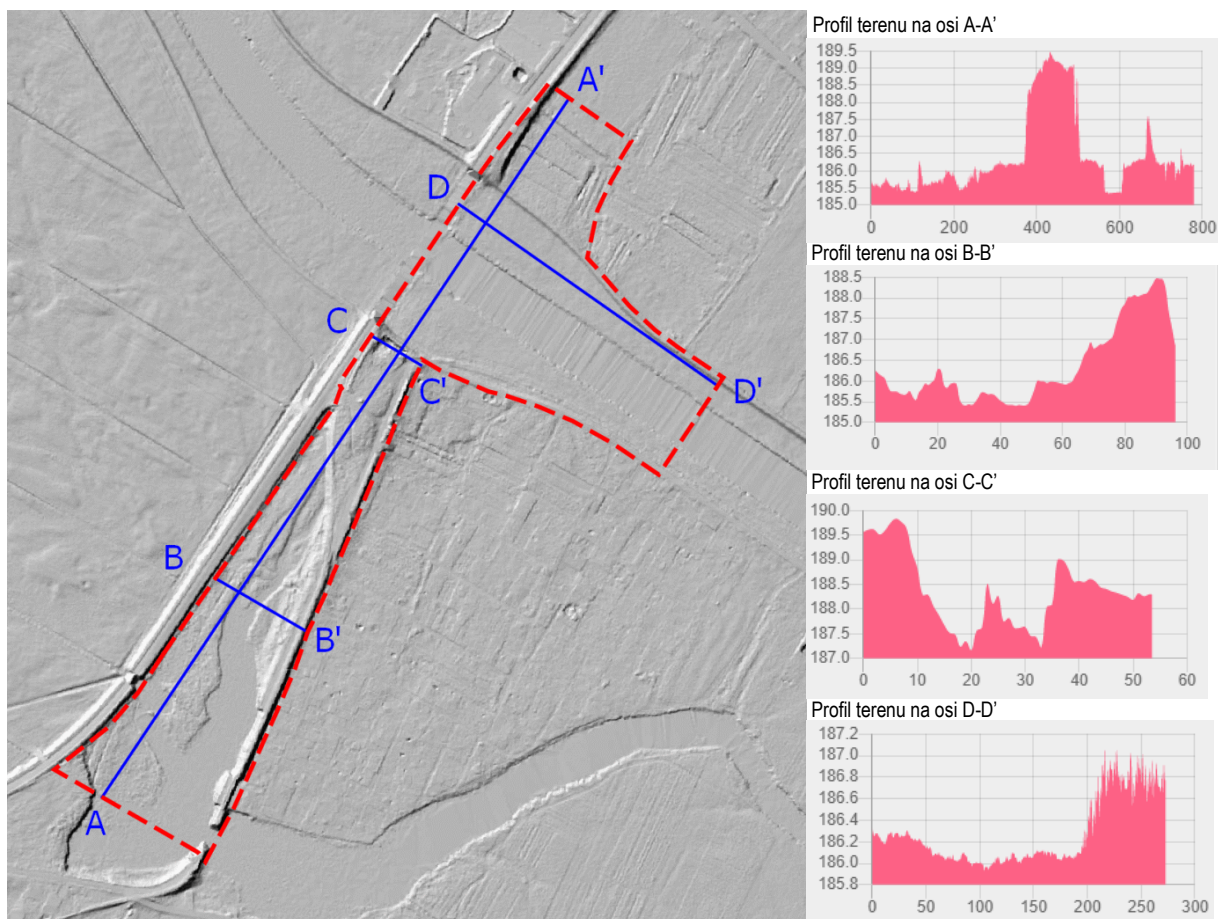 A'
D
C
C'
D'
B
B'
A
Profil terenu na osi A-A’
189.5
189.0
188.5
188.0
187.5
187.0
186.5
186.0
185.5
185.0
0 200 400 600 800
Profil terenu na osi B-B’
188.5
188.0
187.5
187.0
186.5
186.0
185.5
185.0
0 20 40 60 80 100
Profil terenu na osi C-C’
190.0
189.5
189.0
188.5
188.0
187.5
187.0
0 10 20 30 40 50 60
Profil terenu na osi D-D’
187.2
187.0
186.8
186.6
186.4
186.2
186.0
185.8
0 50 100 150 200 250 300